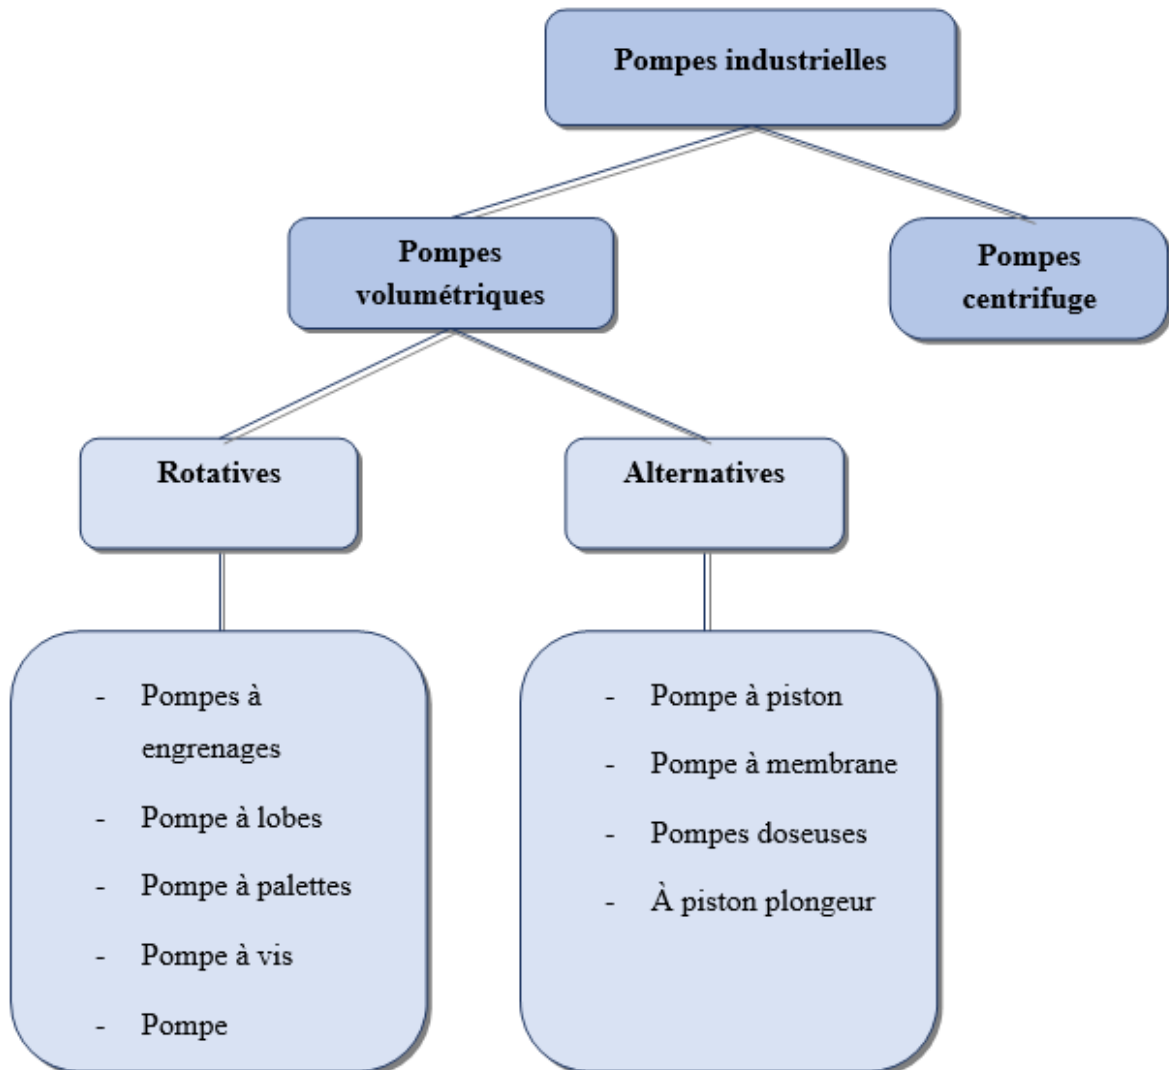 Pompes industrielles
Pompes
volumétriques
Pompes
centrifuge
Rotatives
Alternatives
- Pompes à
engrenages
- Pompe à lobes
- Pompe à palettes
- Pompe à vis
- Pompe
- Pompe à piston
- Pompe à membrane
- Pompes doseuses
- À piston plongeur